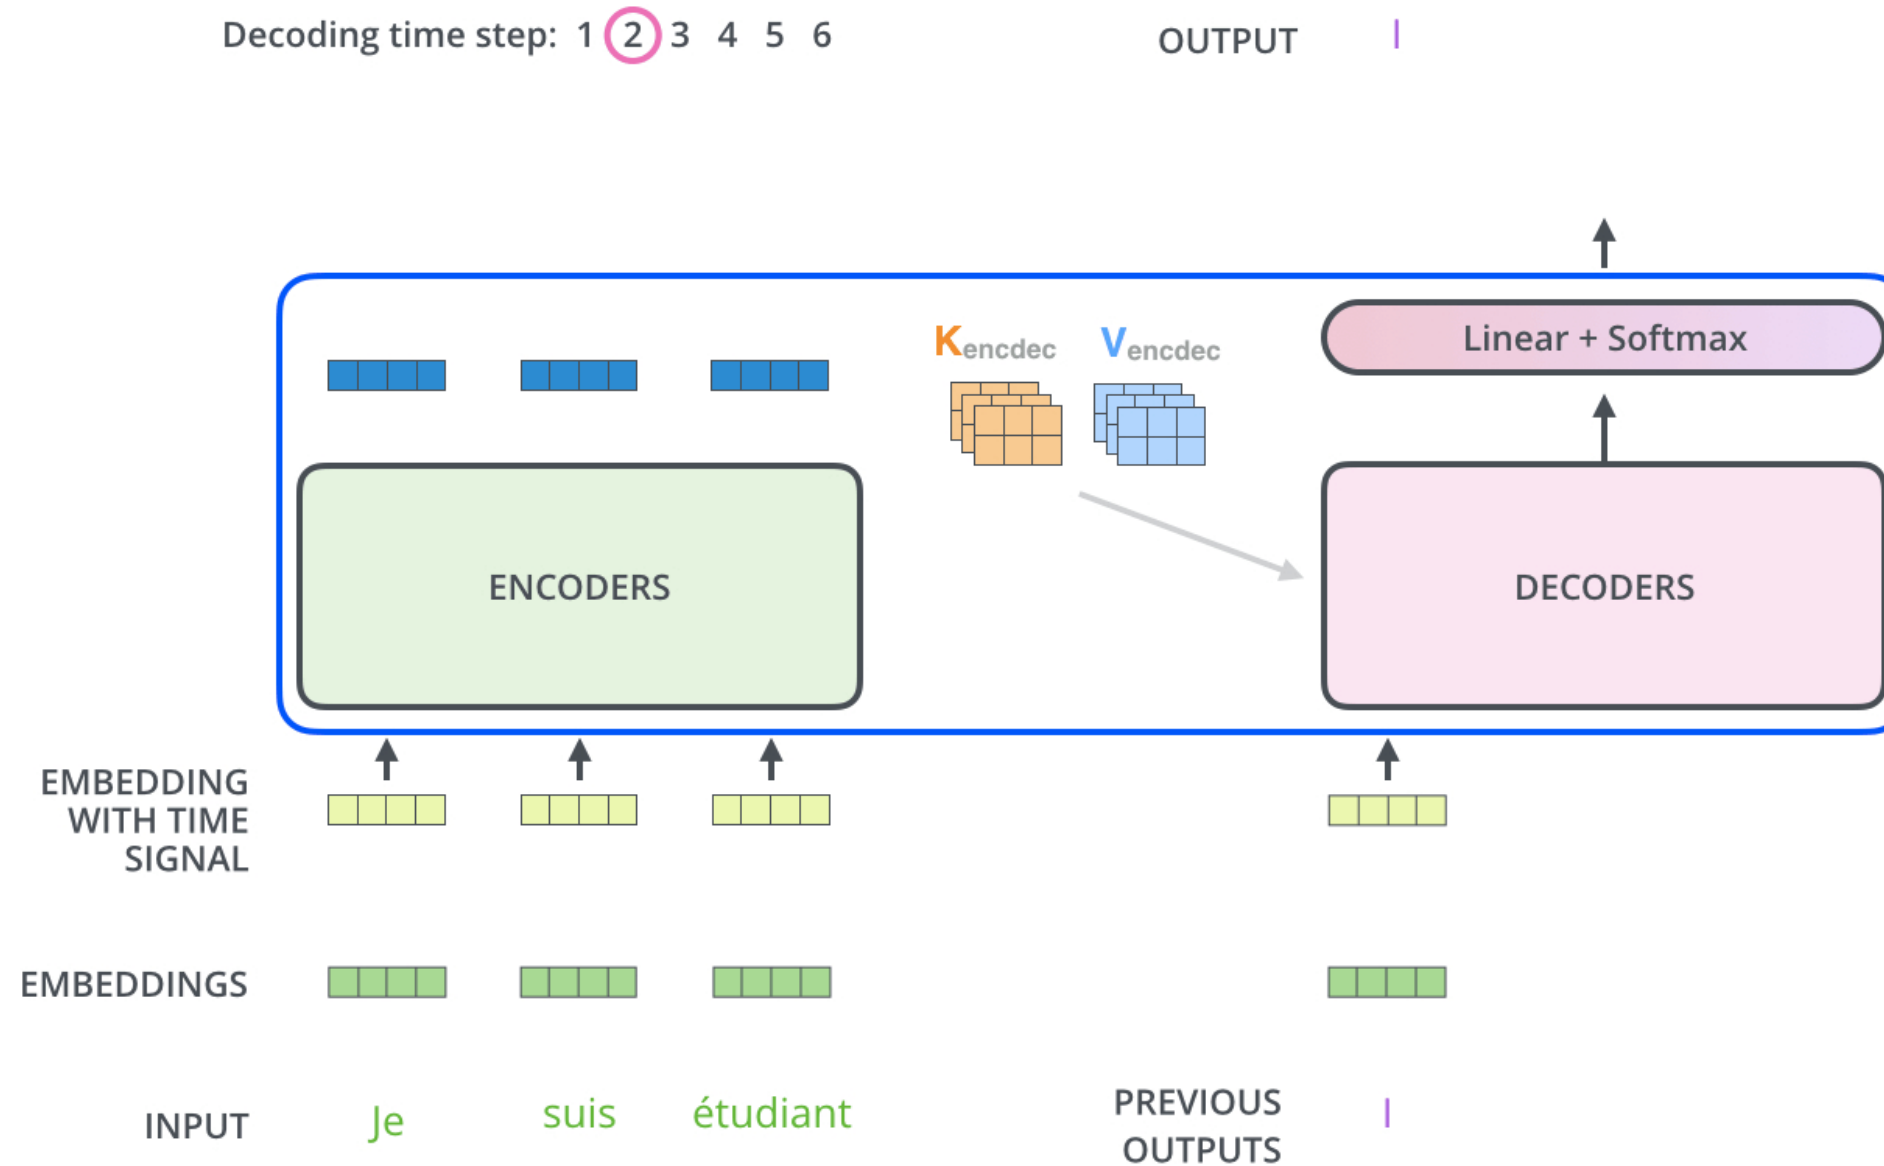 Decoding time step: 1 2 3 4 5 6
OUTPUT I
Kencdec Vencdec
Linear + Softmax
ENCODERS
DECODERS
EMBEDDING
WITH TIME
SIGNAL
EMBEDDINGS
INPUT Je suis étudiant
PREVIOUS
OUTPUTS I